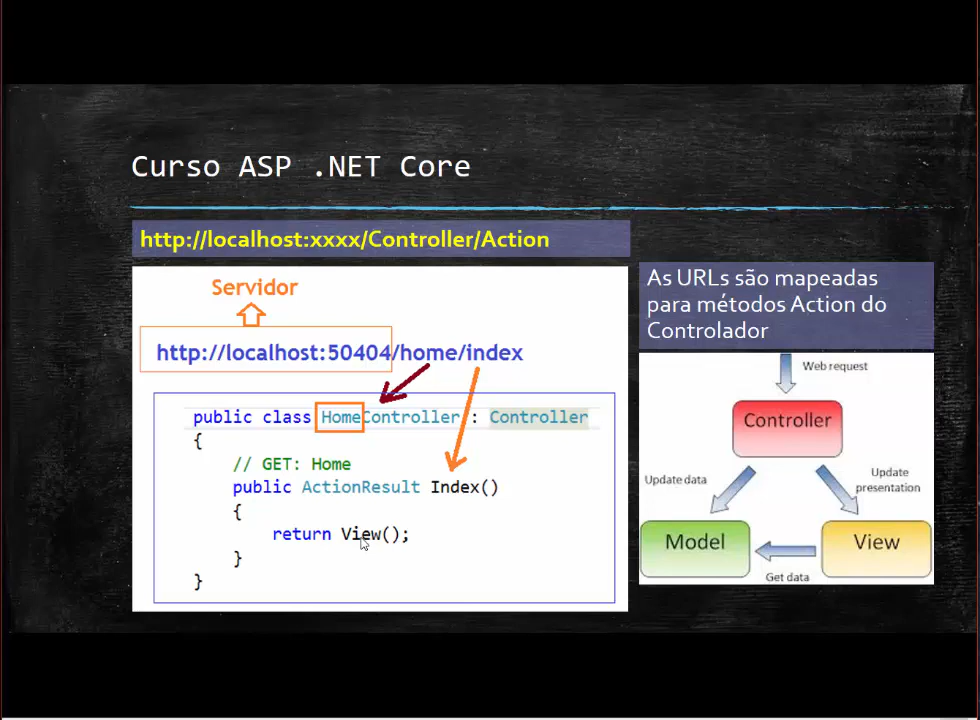 Curso ASP .NET Core
http://localhost:xxxx/Controller/Action
Servidor
http://localhost:50404/home/index
public class HomeController : Controller
{
// GET: Home
public ActionResult Index()
{
return View();
}
}
As URLs são mapeadas
para métodos Action do
Controlador
Web request
Controller
Update data
Update
presentation
Model
View
Get data